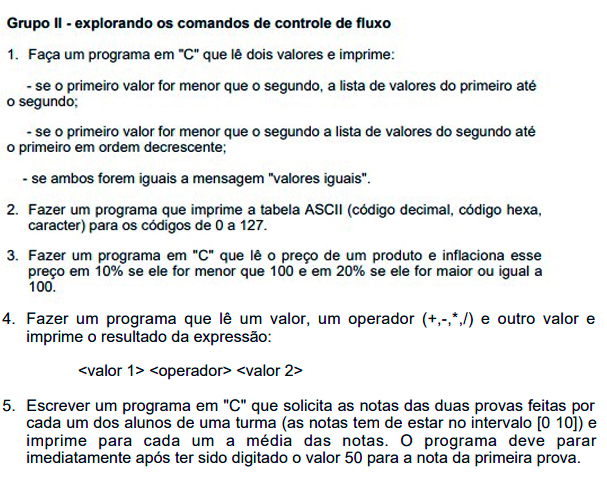 Grupo II - explorando os comandos de controle de fluxo
1. Faça um programa em "C" que lê dois valores e imprime:
- se o primeiro valor for menor que o segundo, a lista de valores do primeiro até
o segundo;
- se o primeiro valor for menor que o segundo a lista de valores do segundo até
o primeiro em ordem decrescente;
- se ambos forem iguais a mensagem "valores iguais".
2. Fazer um programa que imprime a tabela ASCII (código decimal, código hexa,
caracter) para os códigos de 0 a 127.
3. Fazer um programa em "C" que lê o preço de um produto e inflaciona esse
preço em 10% se ele for menor que 100 e em 20% se ele for maior ou igual a
100.
4. Fazer um programa que lê um valor, um operador (+,-,*,/) e outro valor e
imprime o resultado da expressão:
<valor 1> <operador> <valor 2>
5. Escrever um programa em "C" que solicita as notas das duas provas feitas por
cada um dos alunos de uma turma (as notas tem de estar no intervalo [0 10]) e
imprime para cada um a média das notas. O programa deve parar
imediatamente após ter sido digitado o valor 50 para a nota da primeira prova.